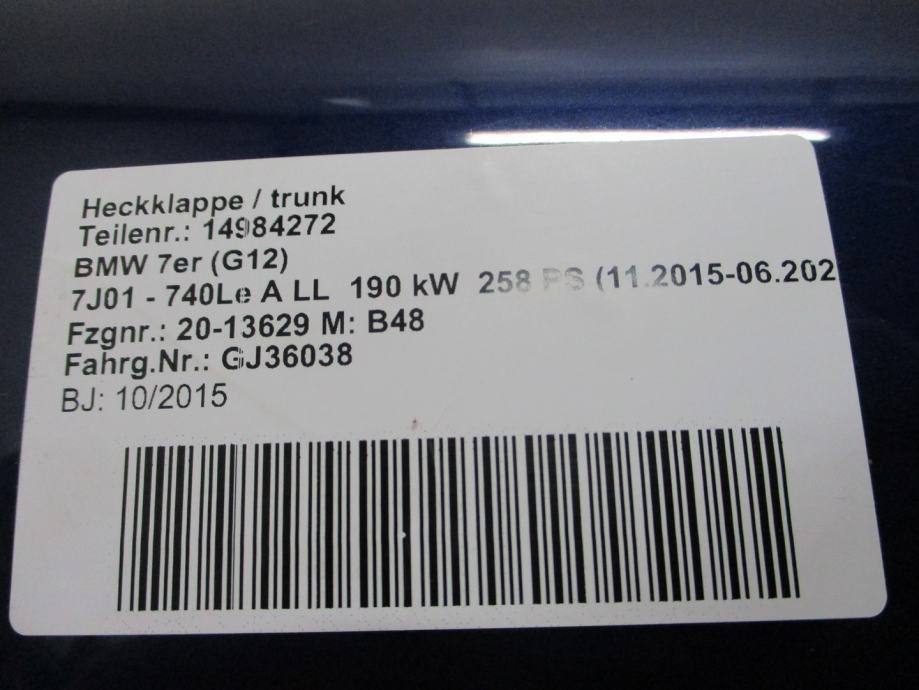 Heckklappe / trunk
Teilenr.: 14984272
BMW 7er (G12)
7J01 - 740Le A LL 190 kW 258 PS (11.2015-06.202
Fzgnr.: 20-13629 M: B48
Fahrg.Nr.: GJ36038
BJ: 10/2015